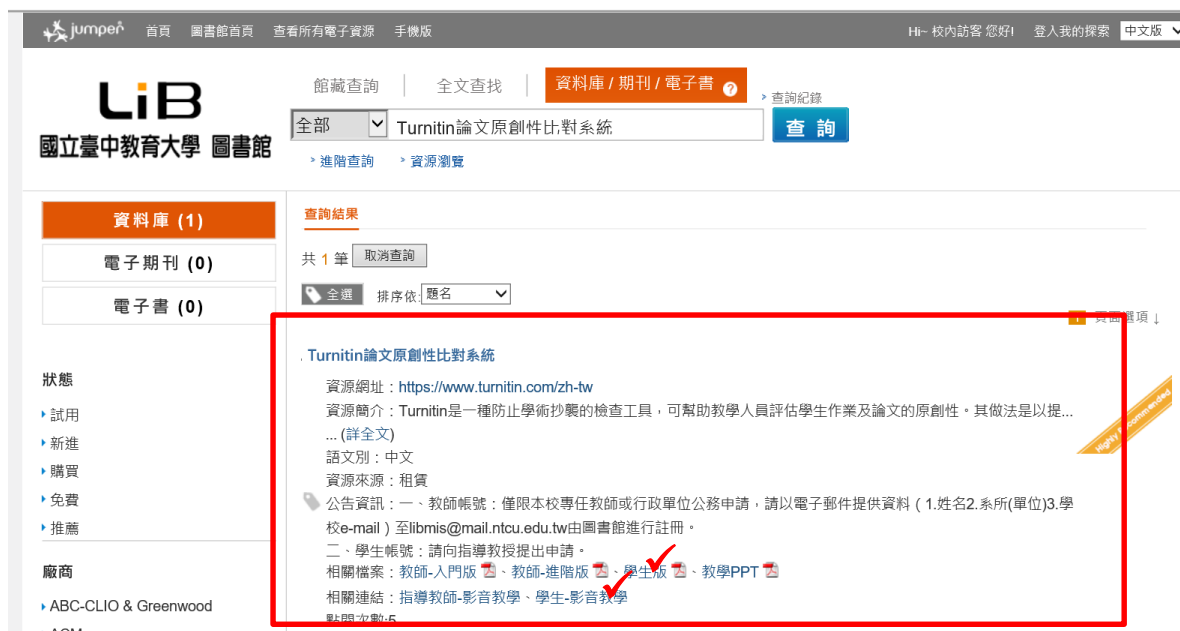 jumper 首頁 圖書館首頁 查看所有電子資源 手機版 Hi~ 校內訪客 您好! 登入我的探索 中文版
LiB
國立臺中教育大學 圖書館
館藏查詢 全文查找 資料庫 / 期刊 / 電子書 ?
查詢紀錄
全部 Turnitin論文原創性比對系統 查 詢
進階查詢 資源瀏覽
資料庫 (1)
電子期刊 (0)
電子書 (0)
狀態
試用
新進
購買
免費
推薦
廠商
ABC-CLIO & Greenwood
查詢結果
共 1 筆 取消查詢
全選 排序依: 題名
1 頁面選項↓
Turnitin論文原創性比對系統
資源網址：https://www.turnitin.com/zh-tw
資源簡介：Turnitin是一種防止學術抄襲的檢查工具，可幫助教學人員評估學生作業及論文的原創性。其做法是以提...
... (詳全文)
語文別：中文
資源來源：租賃
公告資訊：一、教師帳號：僅限本校專任教師或行政單位公務申請，請以電子郵件提供資料（1.姓名2.系所(單位)3.學
校e-mail）至libmis@mail.ntcu.edu.tw由圖書館進行註冊。
二、學生帳號：請向指導教授提出申請。
相關檔案：教師-入門版、教師-進階版、學生版、教學PPT
相關連結：指導教師-影音教學、學生-影音教學
點閱次數:5
Highly Recommended